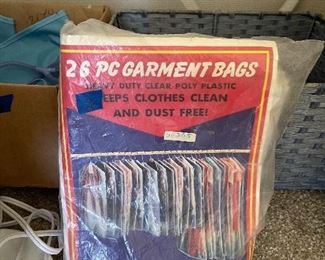 26 PC GARMENT BAGS
HEAVY DUTY CLEAR POLY PLASTIC
KEEPS CLOTHES CLEAN
AND DUST FREE!